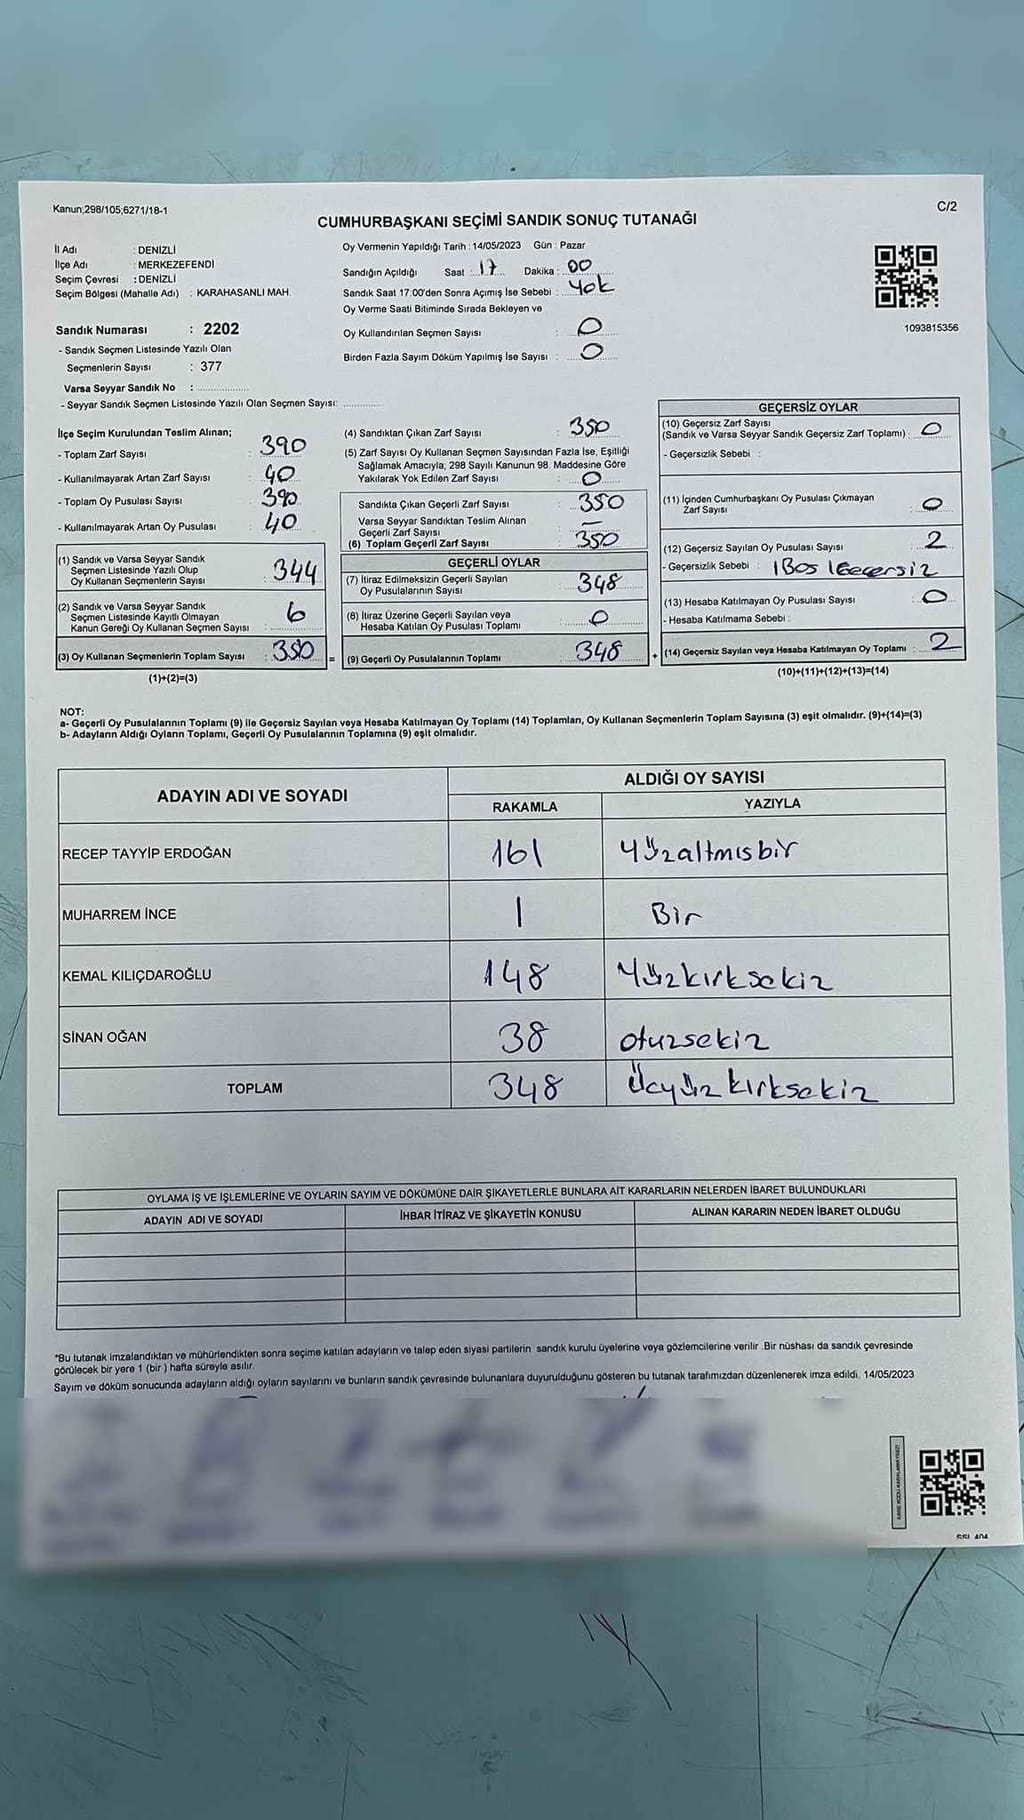 Kanun;298/105;6271/18-1
C/2
CUMHURBAŞKANI SEÇİMİ SANDIK SONUÇ TUTANAĞI
İl Adı : DENİZLİ
İlçe Adı : MERKEZEFENDİ
Seçim Çevresi : DENİZLİ
Seçim Bölgesi (Mahalle Adı) : KARAHASANLI MAH.
Oy Vermenin Yapıldığı Tarih : 14/05/2023 Gün : Pazar
Sandığın Açıldığı Saat : 17 Dakika : 00
Sandık Saat 17.00'den Sonra Açımış İse Sebebi : Yok
Oy Verme Saati Bitiminde Sırada Bekleyen ve
Oy Kullandırılan Seçmen Sayısı : 0
Birden Fazla Sayım Döküm Yapılmış İse Sayısı : 0
1093815356
Sandık Numarası : 2202
- Sandık Seçmen Listesinde Yazılı Olan
Seçmenlerin Sayısı : 377
Varsa Seyyar Sandık No :
- Seyyar Sandık Seçmen Listesinde Yazılı Olan Seçmen Sayısı:
İlçe Seçim Kurulundan Teslim Alınan;
- Toplam Zarf Sayısı : 390
- Kullanılmayarak Artan Zarf Sayısı : 40
- Toplam Oy Pusulası Sayısı : 390
- Kullanılmayarak Artan Oy Pusulası : 40
(1) Sandık ve Varsa Seyyar Sandık
Seçmen Listesinde Yazılı Olup
Oy Kullanan Seçmenlerin Sayısı : 344
(2) Sandık ve Varsa Seyyar Sandık
Seçmen Listesinde Kayıtlı Olmayan
Kanun Gereği Oy Kullanan Seçmen Sayısı : 6
(3) Oy Kullanan Seçmenlerin Toplam Sayısı : 350 =
(1)+(2)=(3)
(4) Sandıktan Çıkan Zarf Sayısı : 350
(5) Zarf Sayısı Oy Kullanan Seçmen Sayısından Fazla İse, Eşitliği
Sağlamak Amacıyla, 298 Sayılı Kanunun 98. Maddesine Göre
Yakılarak Yok Edilen Zarf Sayısı : 0
Sandıkta Çıkan Geçerli Zarf Sayısı : 350
Varsa Seyyar Sandıktan Teslim Alınan
Geçerli Zarf Sayısı : —
(6) Toplam Geçerli Zarf Sayısı : 350
GEÇERLİ OYLAR
(7) İtiraz Edilmeksizin Geçerli Sayılan
Oy Pusulalarının Sayısı : 348
(8) İtiraz Üzerine Geçerli Sayılan veya
Hesaba Katılan Oy Pusulası Toplamı : 0
(9) Geçerli Oy Pusulalarının Toplamı : 348 +
GEÇERSİZ OYLAR
(10) Geçersiz Zarf Sayısı
(Sandık ve Varsa Seyyar Sandık Geçersiz Zarf Toplamı) : 0
- Geçersizlik Sebebi :
(11) İçinden Cumhurbaşkanı Oy Pusulası Çıkmayan
Zarf Sayısı : 0
(12) Geçersiz Sayılan Oy Pusulası Sayısı : 2
- Geçersizlik Sebebi : 1Bos 1Gecersiz
(13) Hesaba Katılmayan Oy Pusulası Sayısı : 0
- Hesaba Katılmama Sebebi :
(14) Geçersiz Sayılan veya Hesaba Katılmayan Oy Toplamı : 2
(10)+(11)+(12)+(13)=(14)
NOT:
a- Geçerli Oy Pusulalarının Toplamı (9) ile Geçersiz Sayılan veya Hesaba Katılmayan Oy Toplamı (14) Toplamları, Oy Kullanan Seçmenlerin Toplam Sayısına (3) eşit olmalıdır. (9)+(14)=(3)
b- Adayların Aldığı Oyların Toplamı, Geçerli Oy Pusulalarının Toplamına (9) eşit olmalıdır.
ADAYIN ADI VE SOYADI
ALDIĞI OY SAYISI
RAKAMLA YAZIYLA
RECEP TAYYİP ERDOĞAN 161 Yüzaltmısbir
MUHARREM İNCE 1 Bir
KEMAL KILIÇDAROĞLU 148 Yüzkırksekiz
SİNAN OĞAN 38 otuzsekiz
TOPLAM 348 Ücyüz kırksekiz
OYLAMA İŞ VE İŞLEMLERİNE VE OYLARIN SAYIM VE DÖKÜMÜNE DAİR ŞİKAYETLERLE BUNLARA AİT KARARLARIN NELERDEN İBARET BULUNDUKLARI
ADAYIN ADI VE SOYADI İHBAR İTİRAZ VE ŞİKAYETİN KONUSU ALINAN KARARIN NEDEN İBARET OLDUĞU
*Bu tutanak imzalandıktan ve mühürlendikten sonra seçime katılan adayların ve talep eden siyasi partilerin sandık kurulu üyelerine veya gözlemcilerine verilir .Bir nüshası da sandık çevresinde
görülecek bir yere 1 (bir) hafta süreyle asılır.
Sayım ve döküm sonucunda adayların aldığı oyların sayılarını ve bunların sandık çevresinde bulunanlara duyurulduğunu gösteren bu tutanak tarafımızdan düzenlenerek imza edildi. 14/05/2023